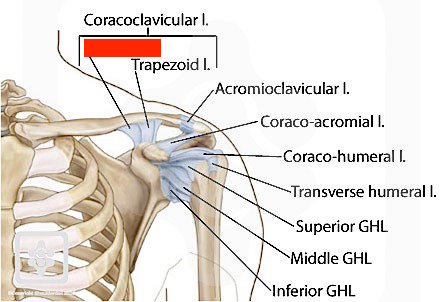 Coracoclavicular l.
Trapezoid l.
Acromioclavicular l.
Coraco-acromial l.
Coraco-humeral l.
Transverse humeral l.
Superior GHL
Middle GHL
Inferior GHL